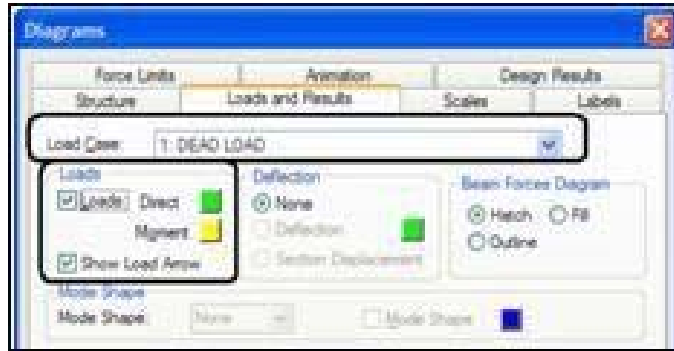 Diagrams
Force Limits Animation Design Results
Structure Loads and Results Scales Labels
Load Case: 1: DEAD LOAD
Loads Deflection Beam Forces Diagram
Loads Direct None Hatch Fill
Moment Deflection Outline
Show Load Arrow Section Displacement
Mode Shape
Mode Shape: None Mode Shape